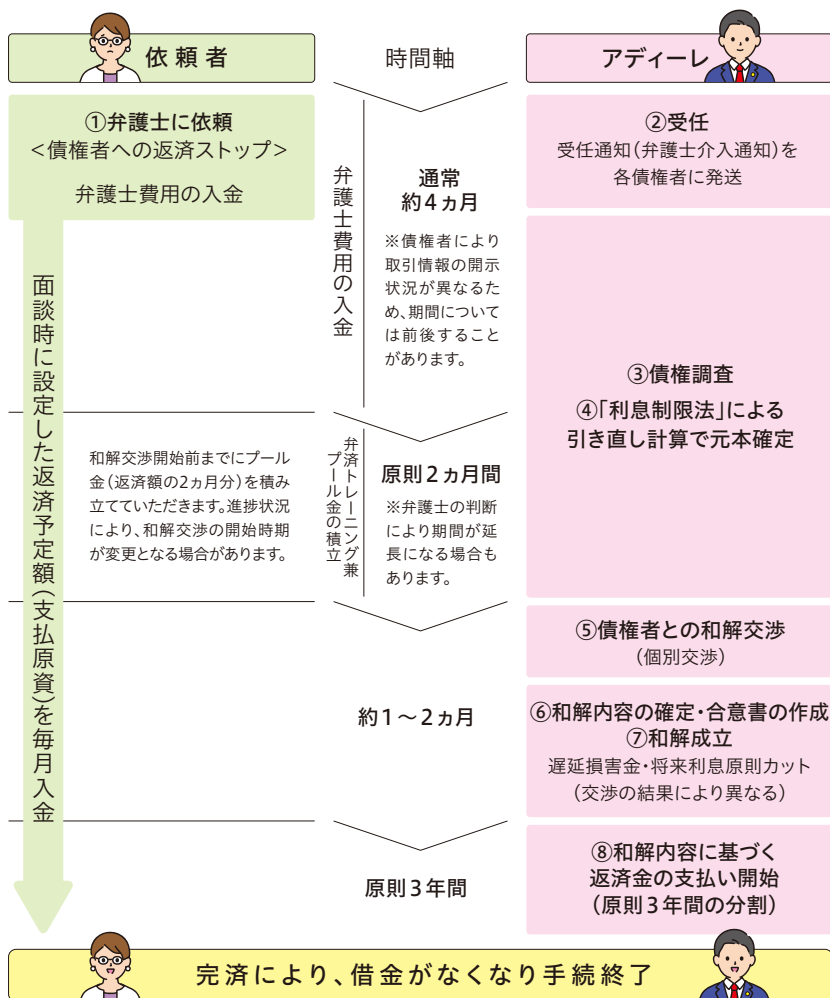 依頼者
時間軸
アディーレ
①弁護士に依頼
<債権者への返済ストップ>
弁護士費用の入金
面談時に設定した返済予定額(支払原資)を毎月入金
弁護士費用の入金
通常
約4ヵ月
※債権者により
取引情報の開示
状況が異なるた
め、期間について
は前後すること
があります。
②受任
受任通知(弁護士介入通知)を
各債権者に発送
③債権調査
④「利息制限法」による
引き直し計算で元本確定
和解交渉開始前までにプール
金(返済額の2ヵ月分)を積み
立てていただきます。進捗状況
により、和解交渉の開始時期
が変更となる場合があります。
弁済トレーニング兼
プール金の積立
原則2ヵ月間
※弁護士の判断
により期間が延
長になる場合も
あります。
⑤債権者との和解交渉
(個別交渉)
約1～2ヵ月
⑥和解内容の確定・合意書の作成
⑦和解成立
遅延損害金・将来利息原則カット
(交渉の結果により異なる)
原則3年間
⑧和解内容に基づく
返済金の支払い開始
(原則3年間の分割)
完済により、借金がなくなり手続終了